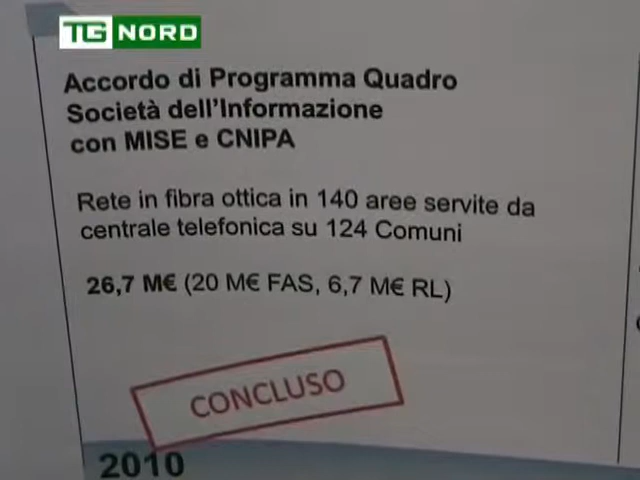 TG NORD
Accordo di Programma Quadro
Società dell'Informazione
con MISE e CNIPA
Rete in fibra ottica in 140 aree servite da
centrale telefonica su 124 Comuni
26,7 M€ (20 M€ FAS, 6,7 M€ RL)
CONCLUSO
2010